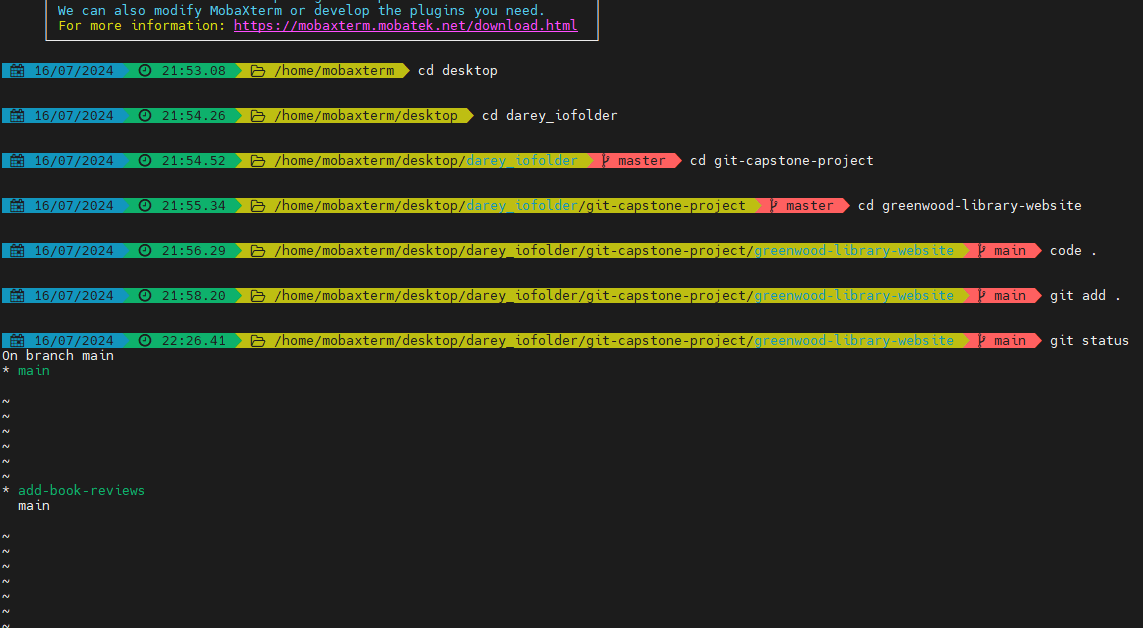 We can also modify MobaXterm or develop the plugins you need.
For more information: https://mobaxterm.mobatek.net/download.html
16/07/2024 21:53.08 /home/mobaxterm cd desktop
16/07/2024 21:54.26 /home/mobaxterm/desktop cd darey_iofolder
16/07/2024 21:54.52 /home/mobaxterm/desktop/darey_iofolder master cd git-capstone-project
16/07/2024 21:55.34 /home/mobaxterm/desktop/darey_iofolder/git-capstone-project master cd greenwood-library-website
16/07/2024 21:56.29 /home/mobaxterm/desktop/darey_iofolder/git-capstone-project/greenwood-library-website main code .
16/07/2024 21:58.20 /home/mobaxterm/desktop/darey_iofolder/git-capstone-project/greenwood-library-website main git add .
16/07/2024 22:26.41 /home/mobaxterm/desktop/darey_iofolder/git-capstone-project/greenwood-library-website main git status
On branch main
* main
~
~
~
~
~
~
* add-book-reviews
main
~
~
~
~
~
~
~